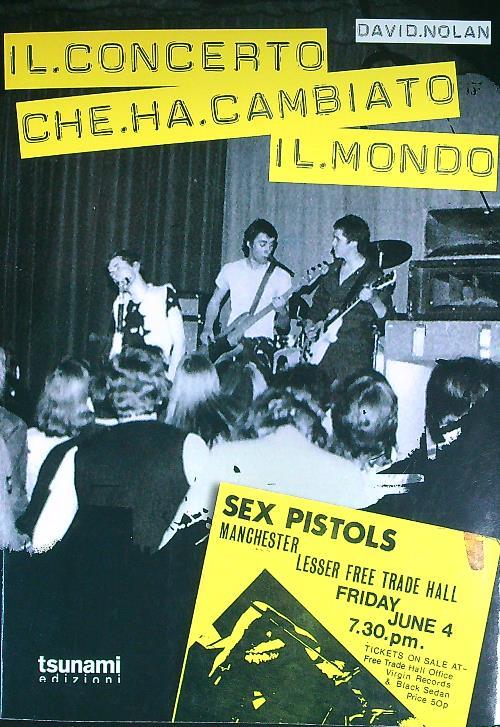 DAVID.NOLAN
IL.CONCERTO
CHE.HA.CAMBIATO
IL.MONDO
SEX PISTOLS
MANCHESTER
LESSER FREE TRADE HALL
FRIDAY
JUNE 4
7.30.pm.
TICKETS ON SALE AT-
Free Trade Hall Office
Virgin Records
& Black Sedan
Price 50p
tsunami
edizioni